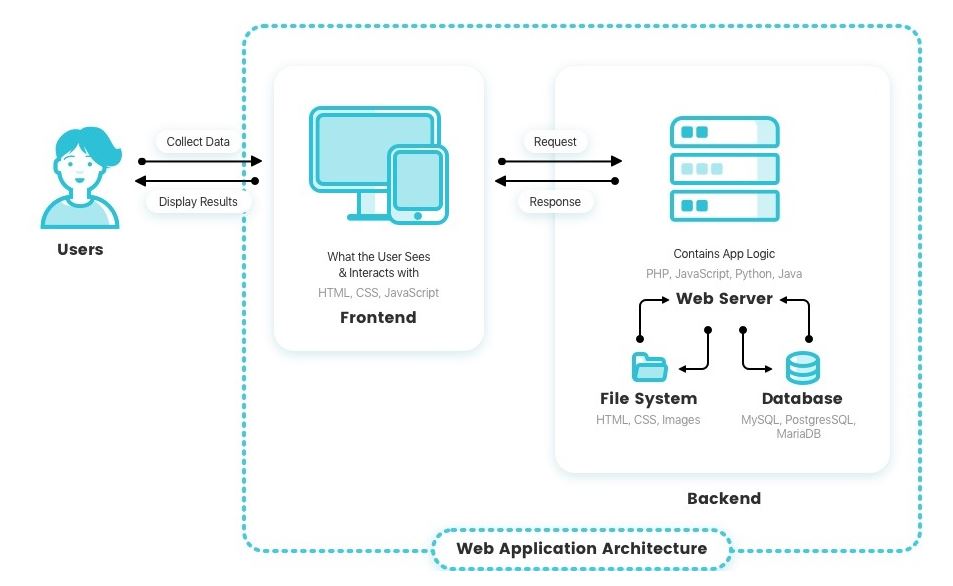 Collect Data
Display Results
Users
What the User Sees
& Interacts with
HTML, CSS, JavaScript
Frontend
Request
Response
Contains App Logic
PHP, JavaScript, Python, Java
Web Server
File System
HTML, CSS, Images
Database
MySQL, PostgresSQL,
MariaDB
Backend
Web Application Architecture